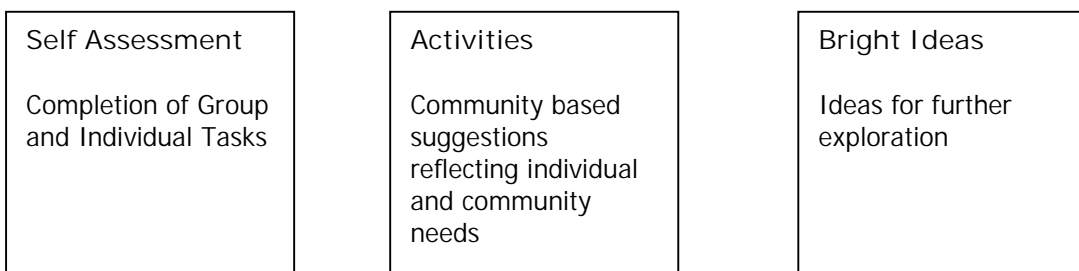 Self Assessment
Completion of Group
and Individual Tasks
Activities
Community based
suggestions
reflecting individual
and community
needs
Bright Ideas
Ideas for further
exploration